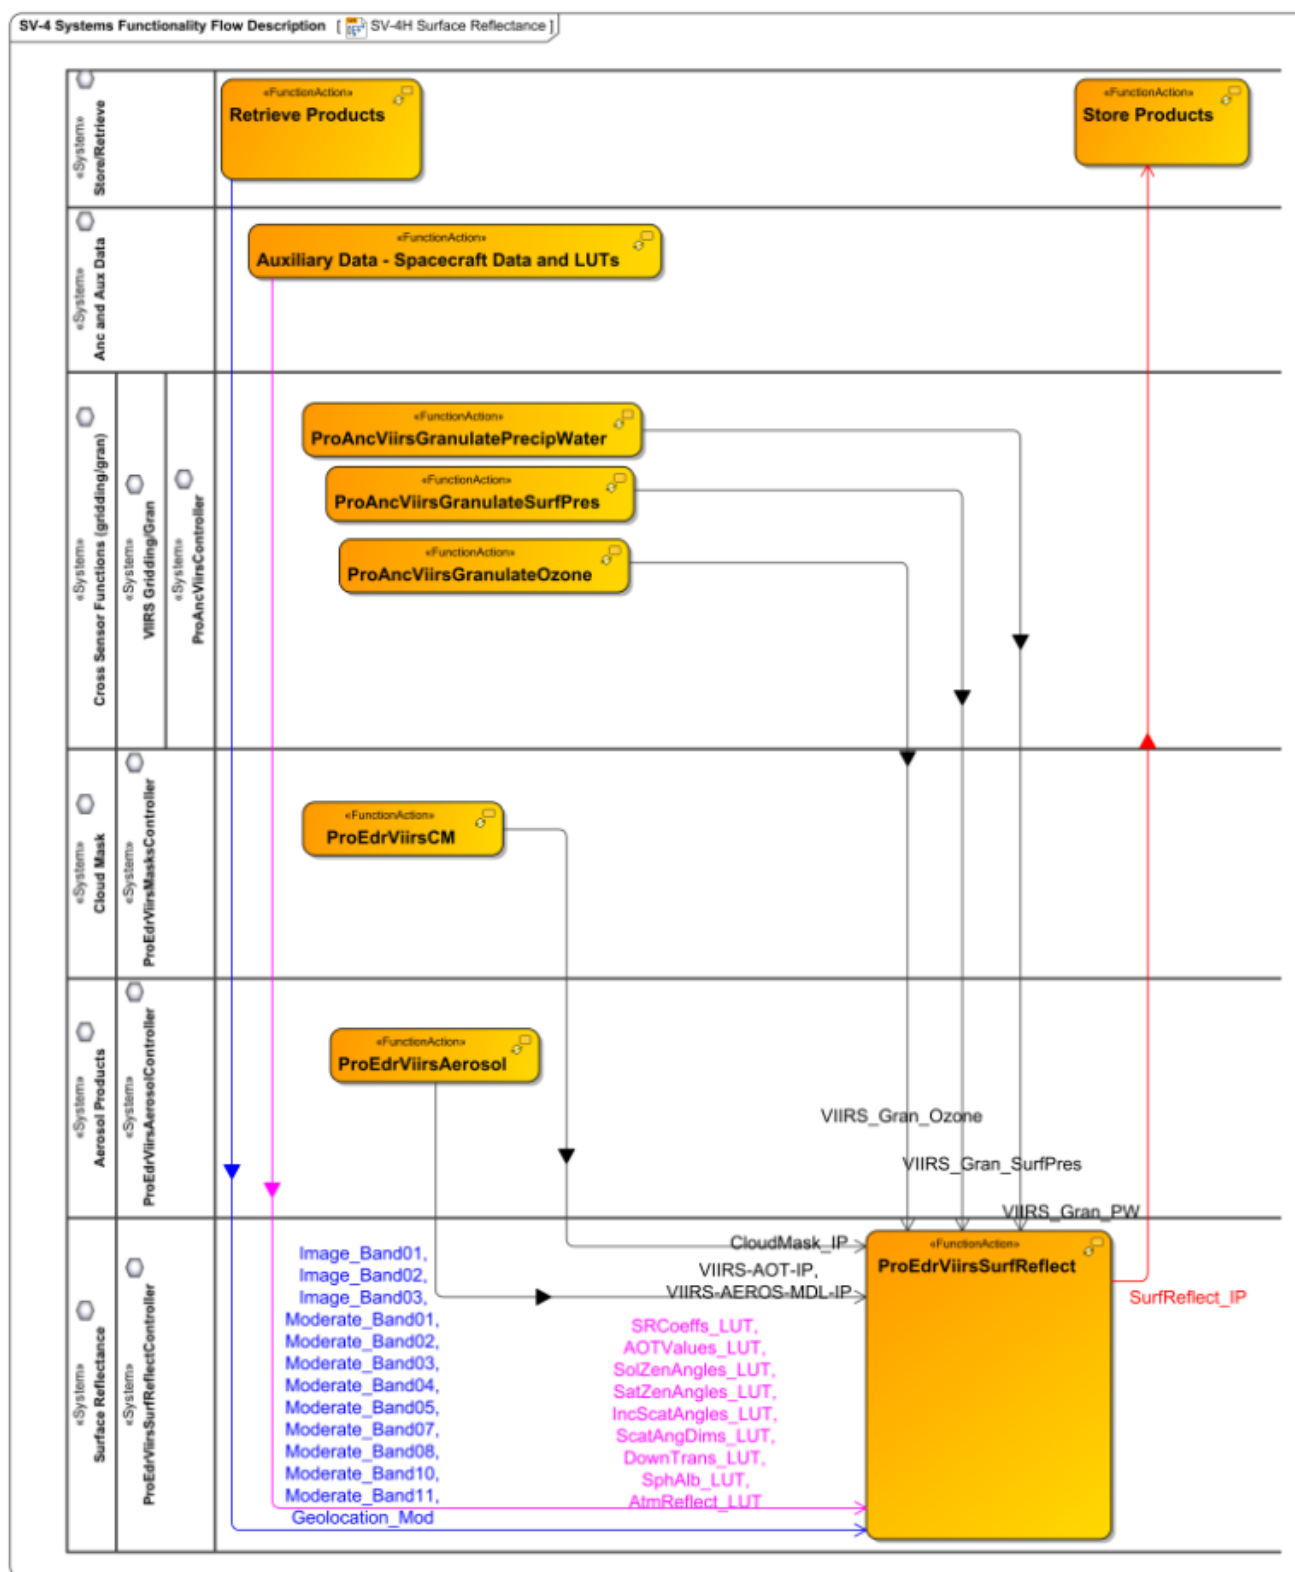 SV-4 Systems Functionality Flow Description [ SV-4H Surface Reflectance ]
«System»
Store/Retrieve
«FunctionAction»
Retrieve Products
«FunctionAction»
Store Products
«System»
Anc and Aux Data
«FunctionAction»
Auxiliary Data - Spacecraft Data and LUTs
«System»
Cross Sensor Functions (gridding/gran)
«System»
VIIRS Gridding/Gran
«System»
ProAncViirsController
«FunctionAction»
ProAncViirsGranulatePrecipWater
«FunctionAction»
ProAncViirsGranulateSurfPres
«FunctionAction»
ProAncViirsGranulateOzone
«System»
Cloud Mask
«System»
ProEdrViirsMasksController
«FunctionAction»
ProEdrViirsCM
«System»
Aerosol Products
«System»
ProEdrViirsAerosolController
«FunctionAction»
ProEdrViirsAerosol
VIIRS_Gran_Ozone
VIIRS_Gran_SurfPres
VIIRS_Gran_PW
«System»
Surface Reflectance
«System»
ProEdrViirsSurfReflectController
Image_Band01,
Image_Band02,
Image_Band03,
Moderate_Band01,
Moderate_Band02,
Moderate_Band03,
Moderate_Band04,
Moderate_Band05,
Moderate_Band07,
Moderate_Band08,
Moderate_Band10,
Moderate_Band11,
Geolocation_Mod
CloudMask_IP
VIIRS-AOT-IP,
VIIRS-AEROS-MDL-IP
SRCoeffs_LUT,
AOTValues_LUT,
SolZenAngles_LUT,
SatZenAngles_LUT,
IncScatAngles_LUT,
ScatAngDims_LUT,
DownTrans_LUT,
SphAlb_LUT,
AtmReflect_LUT
«FunctionAction»
ProEdrViirsSurfReflect
SurfReflect_IP